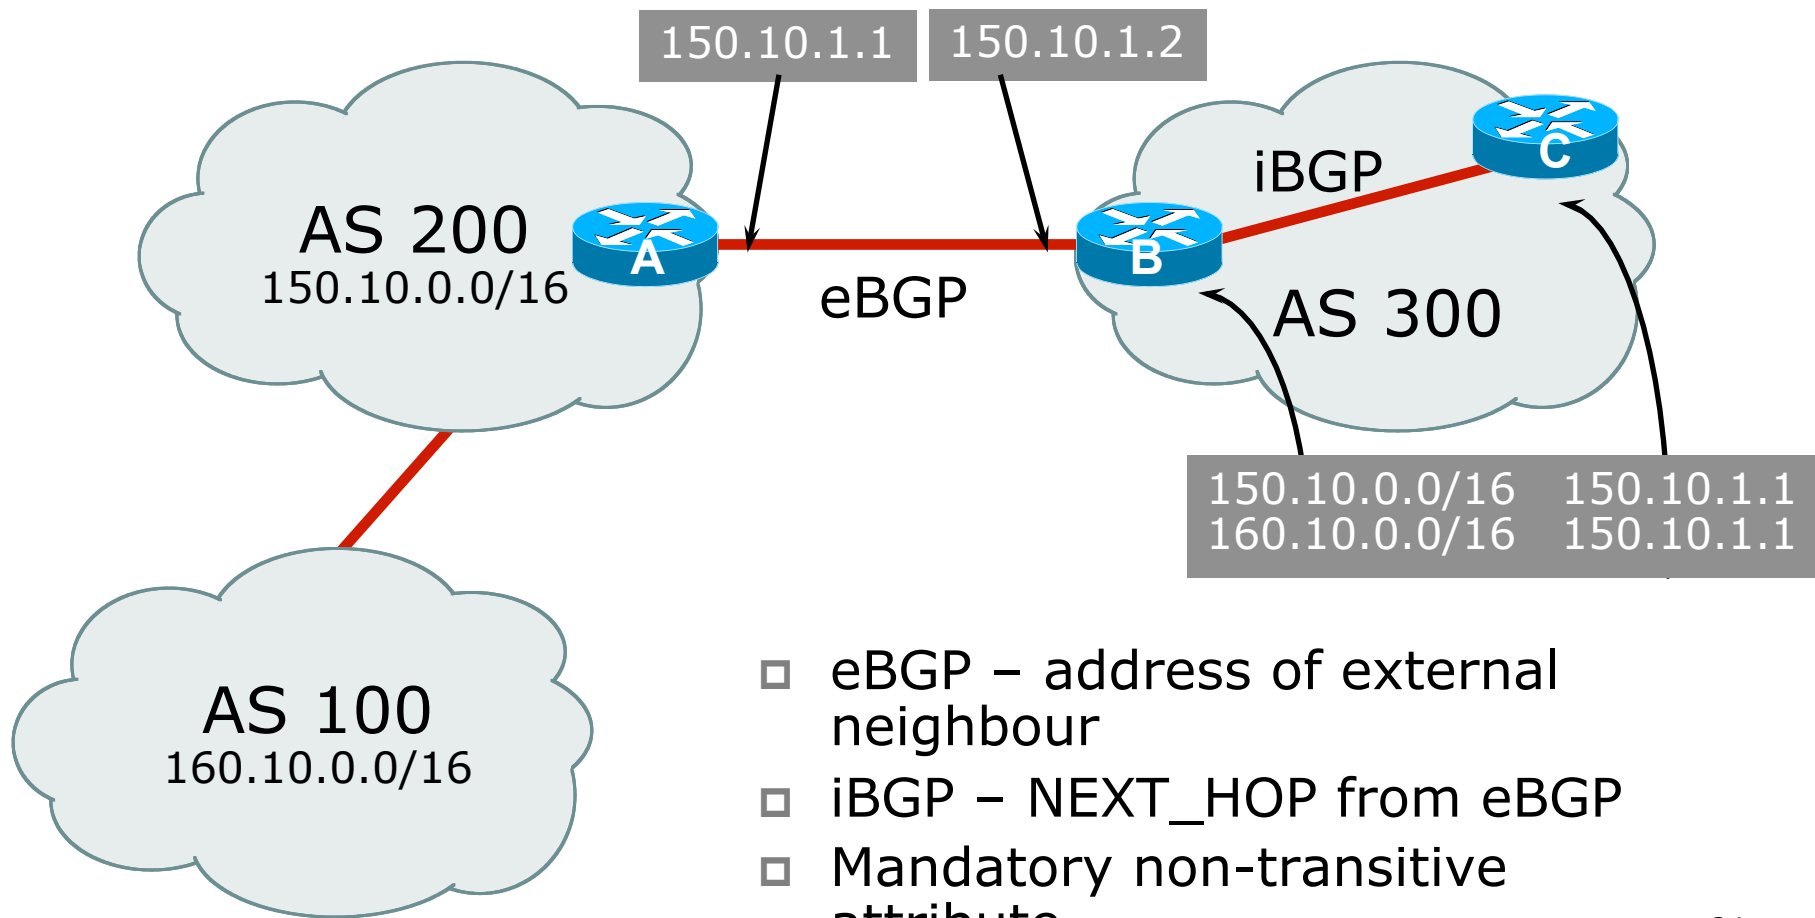 150.10.1.1 150.10.1.2
iBGP
C
AS 200
150.10.0.0/16
A
B
eBGP
AS 300
150.10.0.0/16 150.10.1.1
160.10.0.0/16 150.10.1.1
AS 100
160.10.0.0/16
eBGP – address of external
neighbour
iBGP – NEXT_HOP from eBGP
Mandatory non-transitive